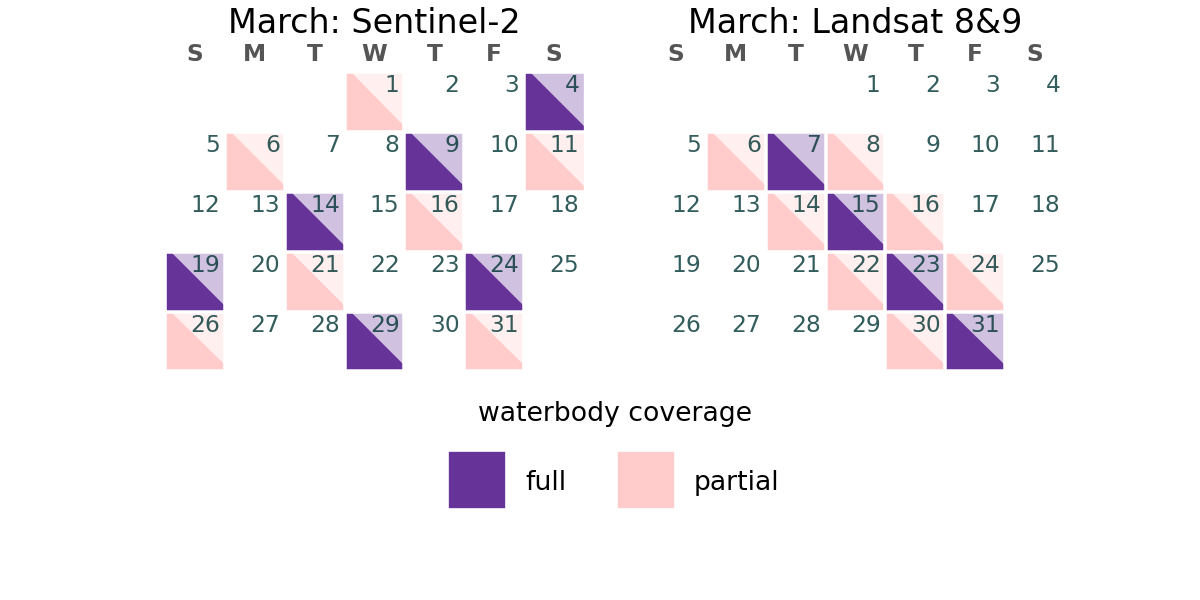 March: Sentinel-2
S M T W T F S
1 2 3 4
5 6 7 8 9 10 11
12 13 14 15 16 17 18
19 20 21 22 23 24 25
26 27 28 29 30 31
March: Landsat 8&9
S M T W T F S
1 2 3 4
5 6 7 8 9 10 11
12 13 14 15 16 17 18
19 20 21 22 23 24 25
26 27 28 29 30 31
waterbody coverage
full partial